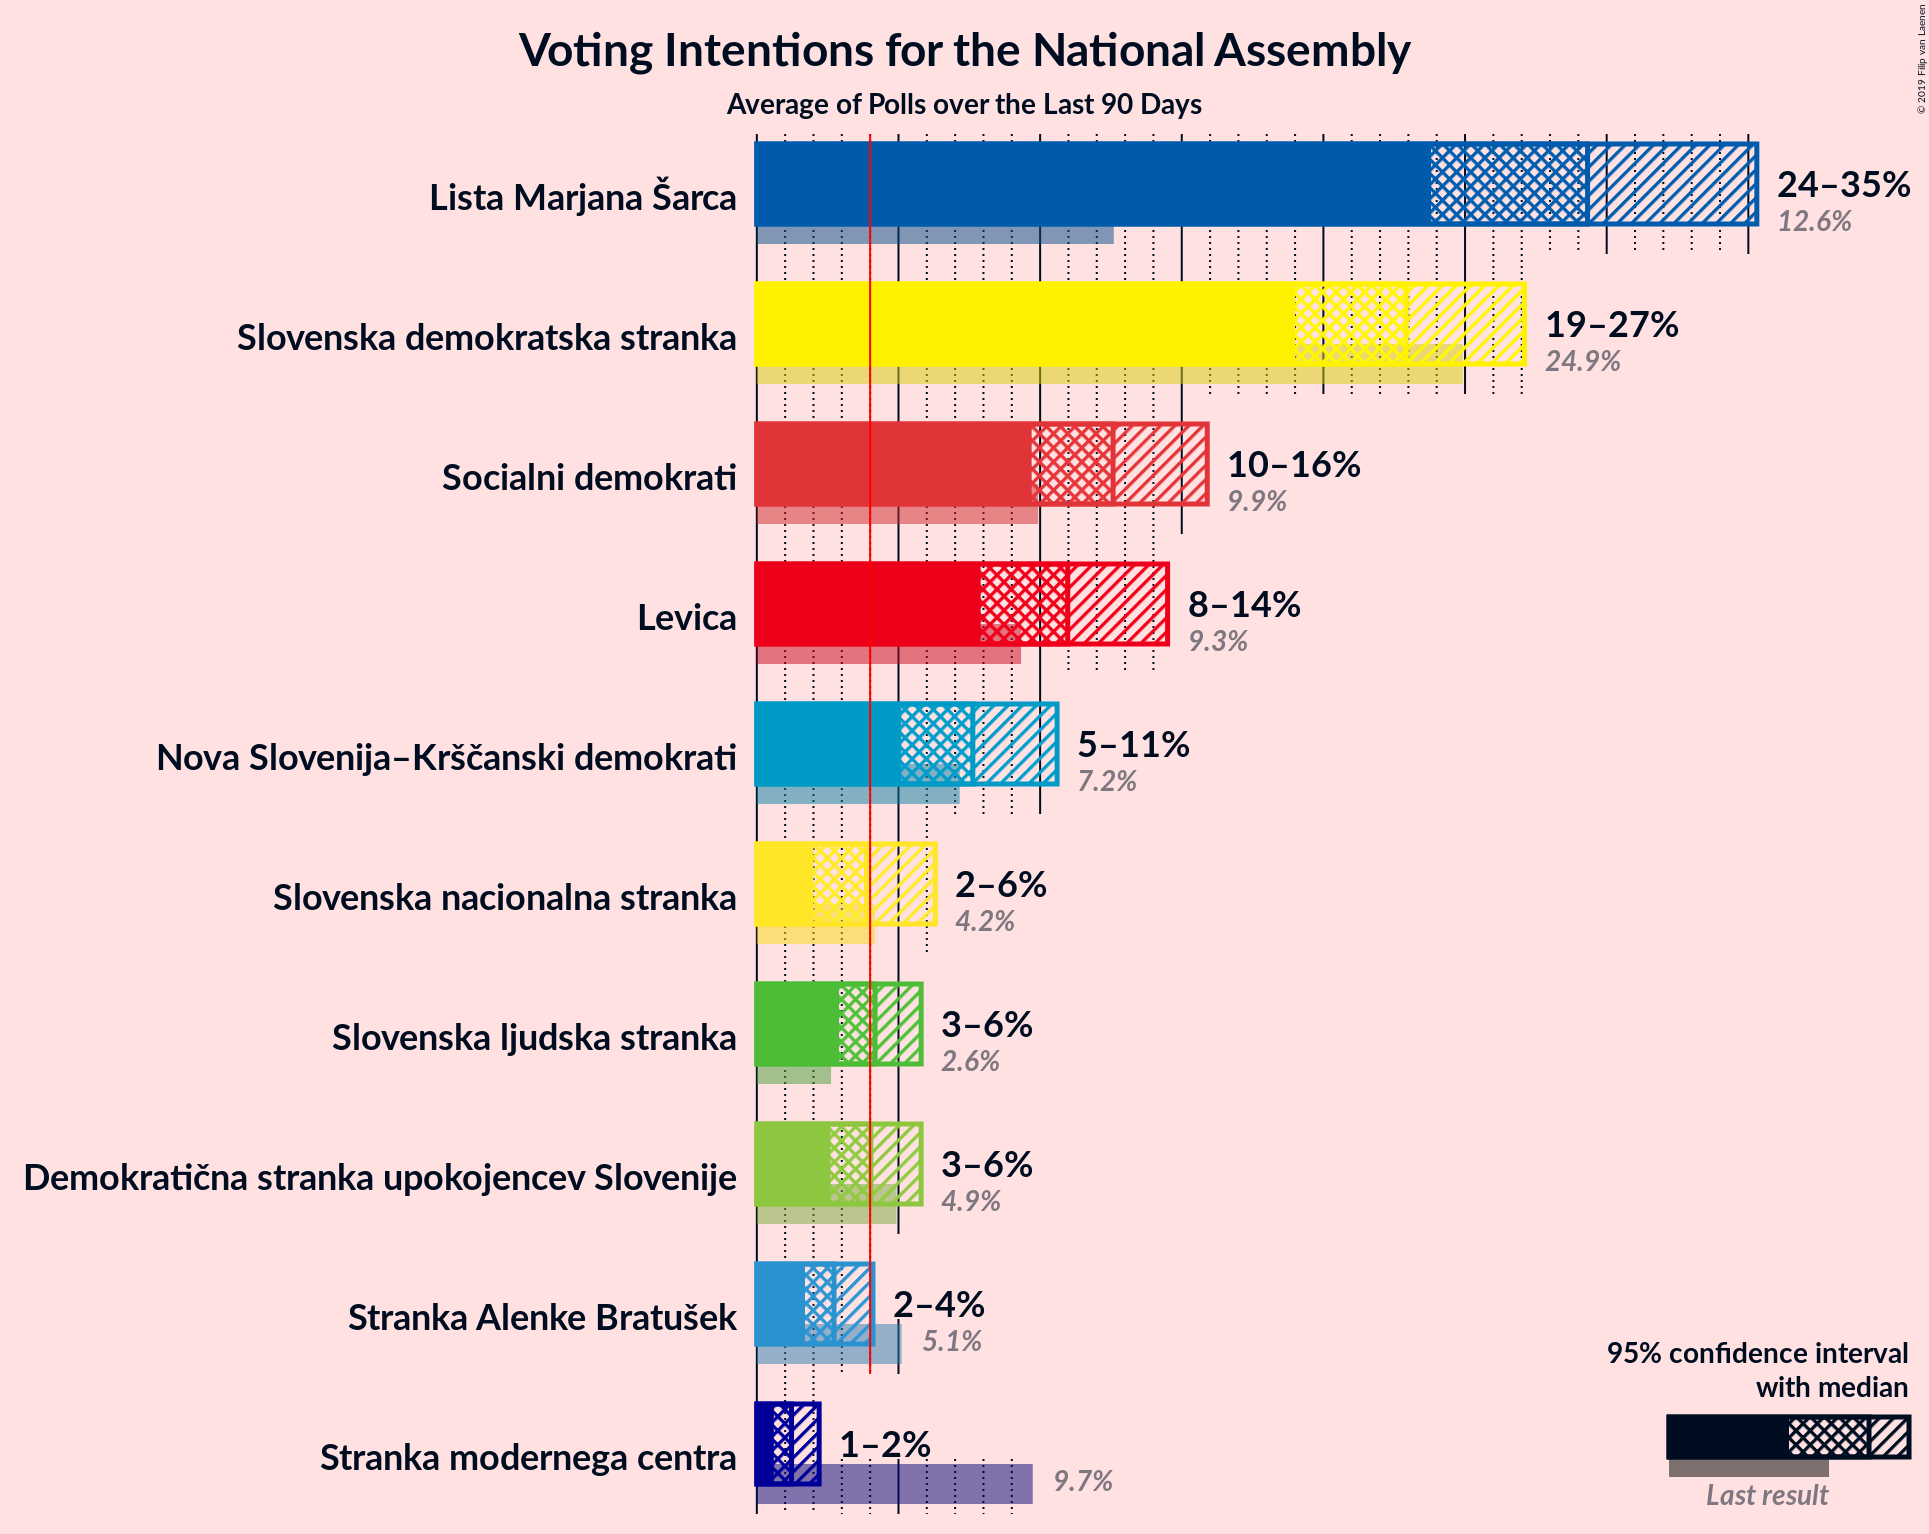 Voting Intentions for the National Assembly
Average of Polls over the Last 90 Days
© 2019 Filip van Laenen
Lista Marjana Šarca
24–35%
12.6%
Slovenska demokratska stranka
19–27%
24.9%
Socialni demokrati
10–16%
9.9%
Levica
8–14%
9.3%
Nova Slovenija–Krščanski demokrati
5–11%
7.2%
Slovenska nacionalna stranka
2–6%
4.2%
Slovenska ljudska stranka
3–6%
2.6%
Demokratična stranka upokojencev Slovenije
3–6%
4.9%
Stranka Alenke Bratušek
2–4%
5.1%
Stranka modernega centra
1–2%
9.7%
95% confidence interval
with median
Last result